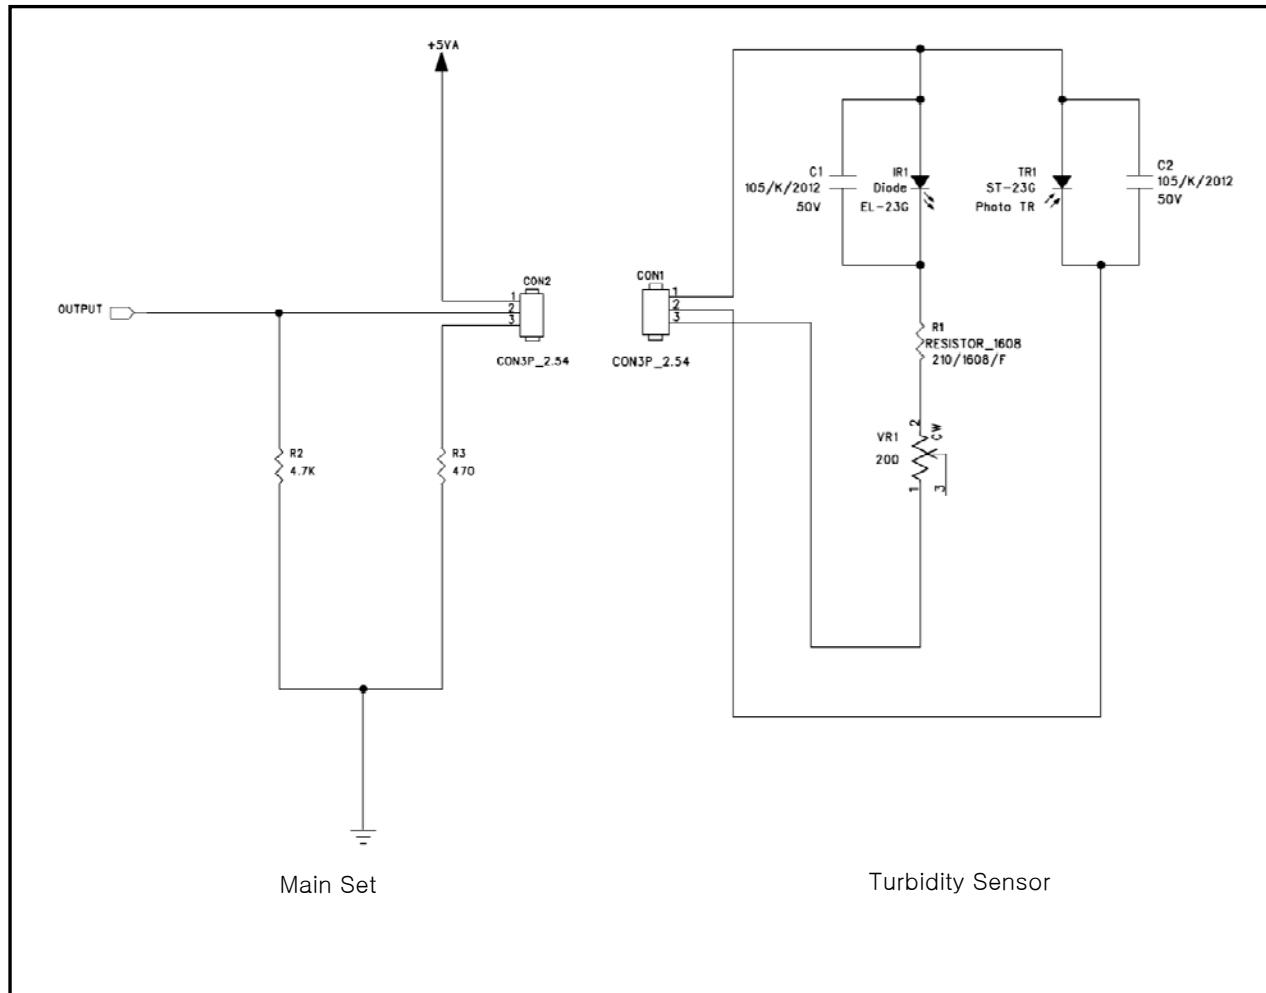 +5VA
OUTPUT
CON2
1
2
3
CON3P_2.54
R2
4.7K
R3
470
Main Set
CON1
1
2
3
CON3P_2.54
C1
105/K/2012
50V
IR1
Diode
EL-23G
TR1
ST-23G
Photo TR
C2
105/K/2012
50V
R1
RESISTOR_1608
210/1608/F
VR1
200
2
CW
1
3
Turbidity Sensor